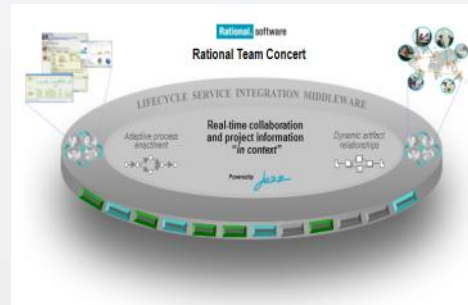 Rational. software
Rational Team Concert
LIFECYCLE SERVICE INTEGRATION MIDDLEWARE
Adaptive process
enactment
Real-time collaboration
and project information
"in context"
Dynamic artifact
relationships
Powered by
Jazz